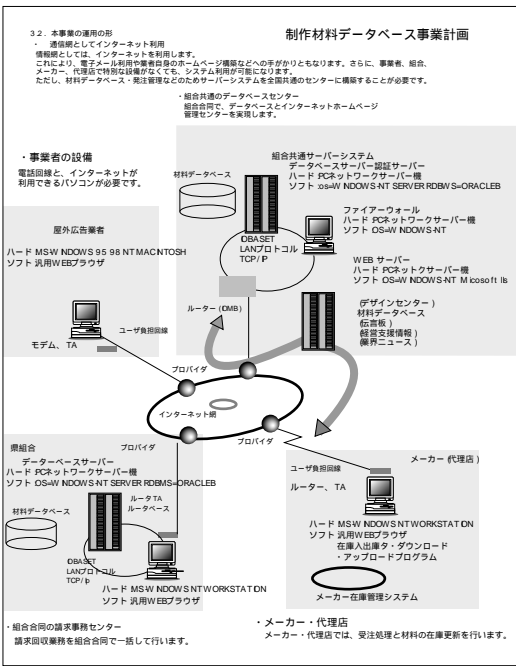 3.2. 本事業の運用の形
制作材料データベース事業計画
・ 通信網としてインターネット利用
情報網としては、インターネットを利用します。
これにより、電子メール利用や業者自身のホームページ構築などへの手がかりともなります。さらに、事業者、組合、
メーカー、代理店で特別な設備がなくても、システム利用が可能になります。
ただし、材料データベース・発注管理などのためサーバシステムを全国共通のセンターに構築することが必要です。
・組合共通のデータベースセンター
組合合同で、データベースとインターネットホームページ
管理センターを実現します。
・事業者の設備
電話回線と、インターネットが
利用できるパソコンが必要です。
組合共通サーバーシステム
データベースサーバー認証サーバー
ハード PCネットワークサーバー機
ソフト :os=WINDOWS-NT SERVER RDBWS=ORACLEB
材料データベース
ファイアーウォール
ハード PCネットワークサーバー機
ソフト OS=WINDOWS-NT
IOBASET
LANプロトコル
TCP/IP
WEB サーバー
ハード PCネックサーバー機
ソフト OS=WINDOWS-NT Micosoft IIs
屋外広告業者
ハード MS-WINDOWS 95 98 NT MACINTOSH
ソフト 汎用WEBブラウザ
ルーター (IOMB)
(デザインセンター)
材料データベース
(伝言板)
(経営支援情報)
(業界ニュース)
ユーザ負担回線
モデム、TA
プロバイダ
インターネット網
プロバイダ
プロバイダ
県組合
データーベースサーバー
ハード PCネットワークサーバー機
ソフト OS=WINDOWS-NT SERVER RDBMS=ORACLEB
ルータTA
ルータベース
材料データベース
IOBASET
LANプロトコル
TCP/Ip
ハード MS-WINDOWS NT WORKSTATION
ソフト 汎用WEBブラウザ
メーカー(代理店)
ユーザ負担回線
ルーター、TA
ハード MS-WINDOWS NT WORKSTATION
ソフト 汎用WEBブラウザ
在庫入出庫タ・ダウンロード
・アップロードプログラム
メーカー在庫管理システム
・組合合同の請求事務センター
請求回収業務を組合合同で一括して行います。
・メーカー・代理店
メーカー・代理店では、受注処理と材料の在庫更新を行います。